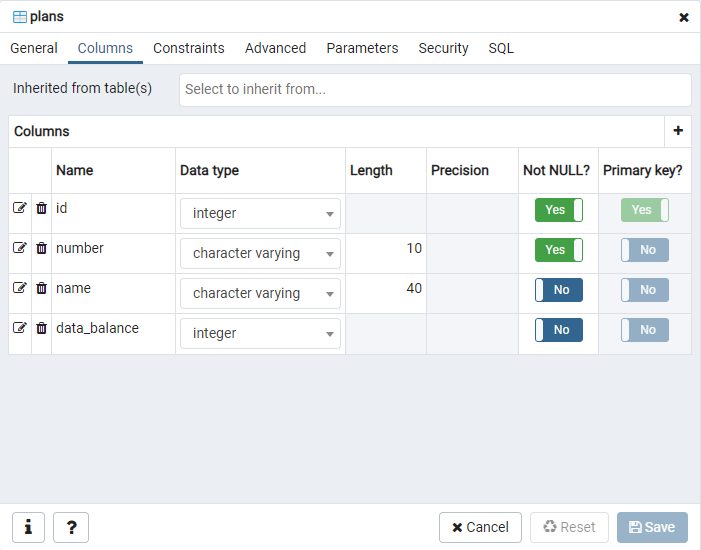 plans
General Columns Constraints Advanced Parameters Security SQL
Inherited from table(s) Select to inherit from...
Columns
Name Data type Length Precision Not NULL? Primary key?
id integer Yes Yes
number character varying 10 Yes No
name character varying 40 No No
data_balance integer No No
i ? Cancel Reset Save